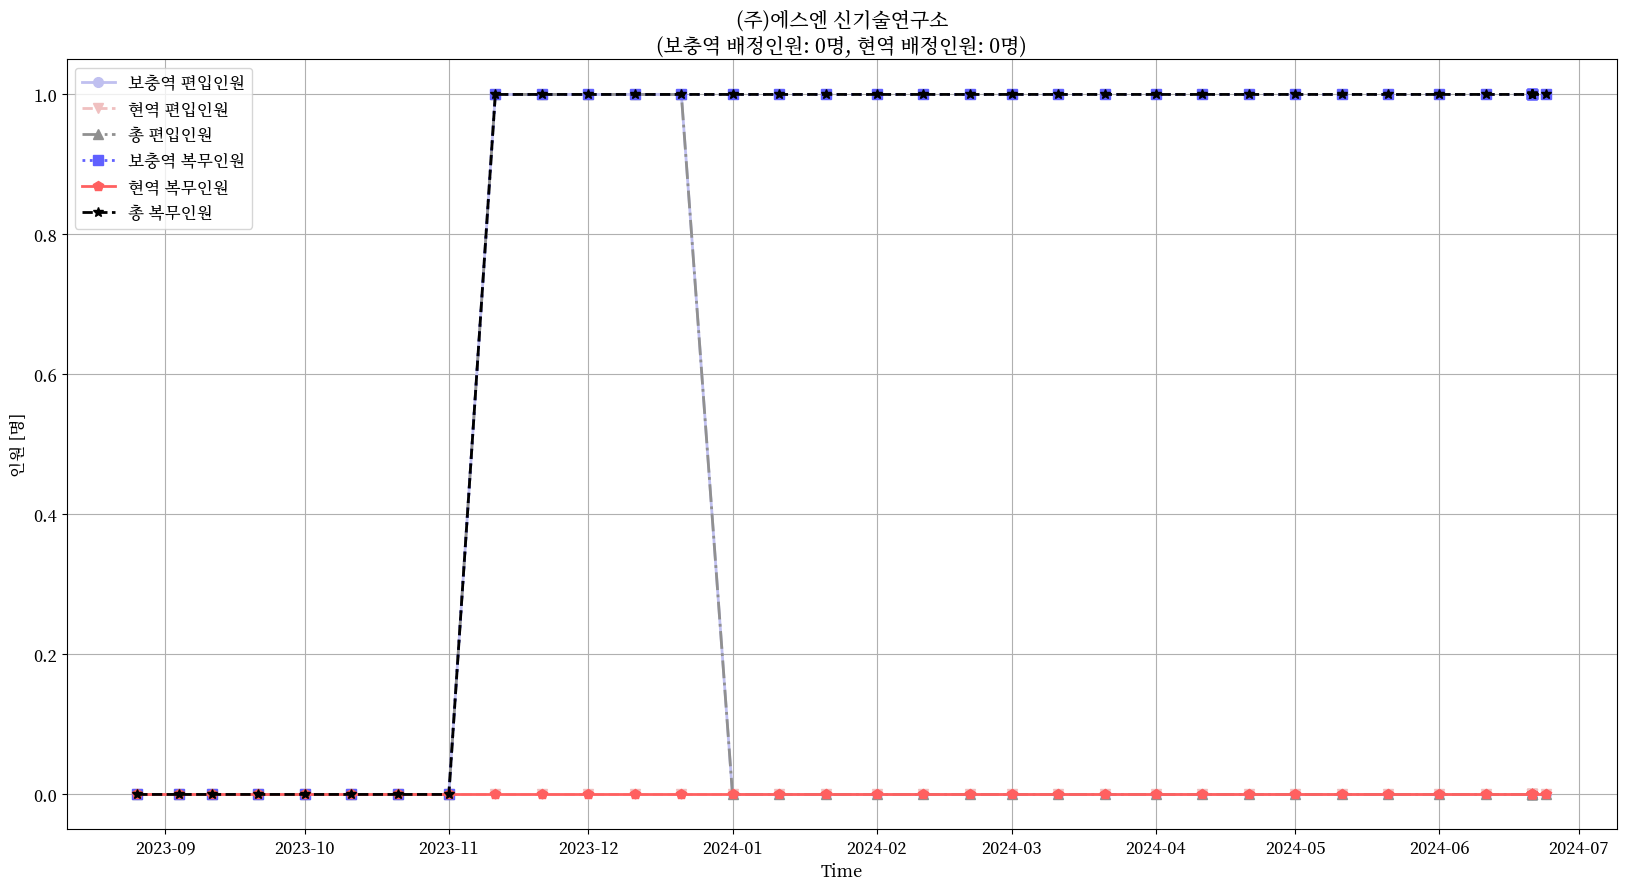 (주)에스엔 신기술연구소
(보충역 배정인원: 0명, 현역 배정인원: 0명)
보충역 편입인원
현역 편입인원
총 편입인원
보충역 복무인원
현역 복무인원
총 복무인원
1.0
0.8
0.6
0.4
0.2
0.0
인원 [명]
2023-09
2023-10
2023-11
2023-12
2024-01
2024-02
2024-03
2024-04
2024-05
2024-06
2024-07
Time